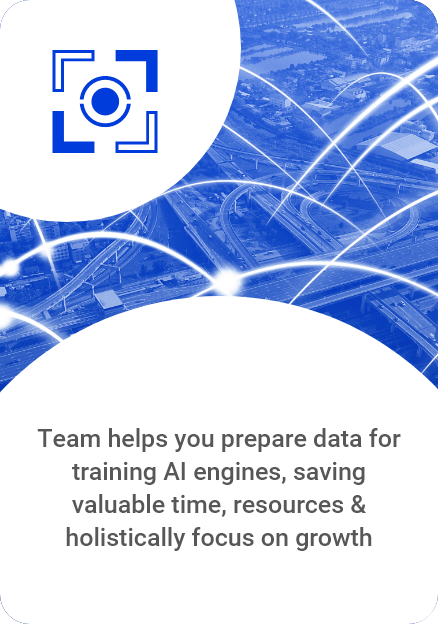 Team helps you prepare data for
training AI engines, saving
valuable time, resources &
holistically focus on growth